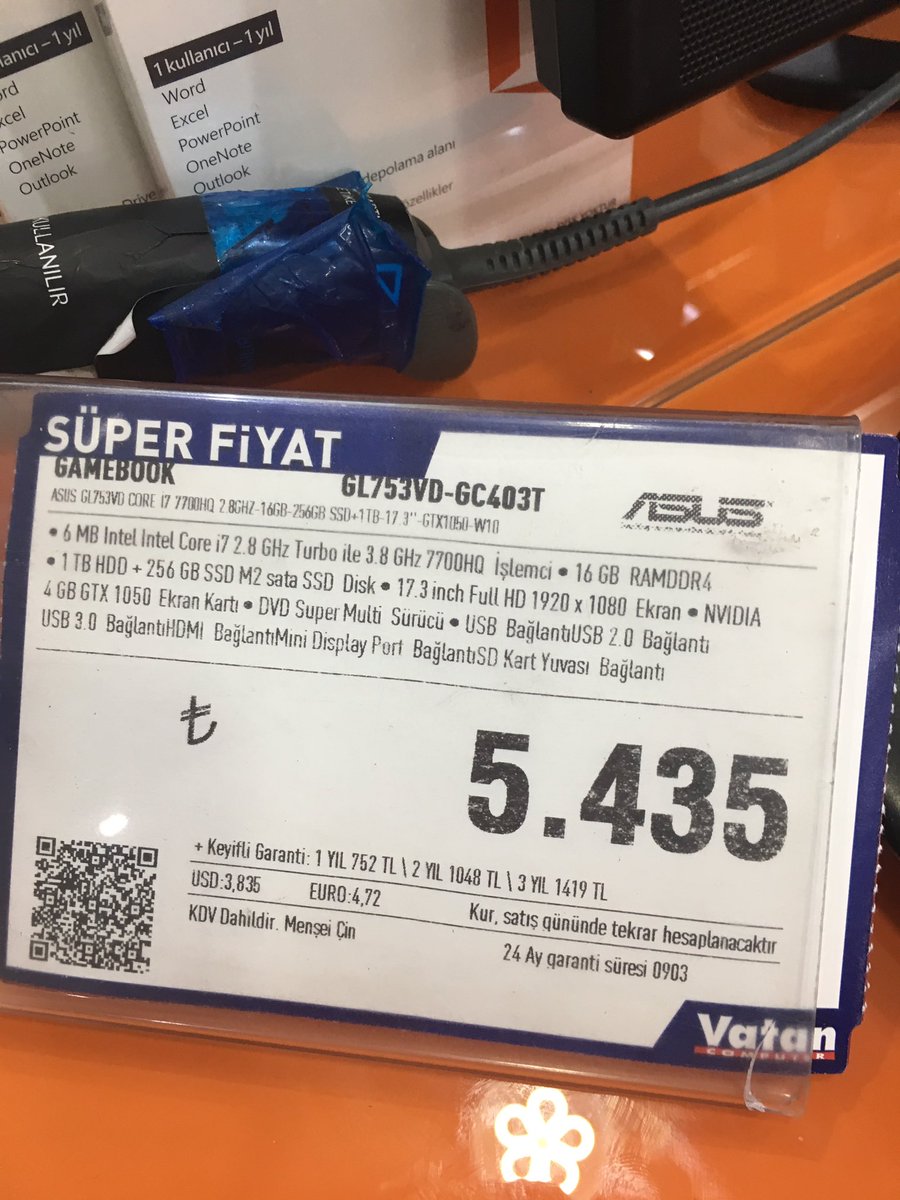 1 yıl
1 kullanıcı – 1 yıl
Word
Excel
PowerPoint
OneNote
Outlook
PowerPoint
OneNote
Outlook
depolama alanı
özellikler
KULLANILIR
SÜPER FiYAT
GAMEBOOK GL753VD-GC403T
ASUS
ASUS GL753VD CORE I7 7700HQ 2.8GHZ-16GB-256GB SSD+1TB-17.3"-GTX1050-W10
• 6 MB Intel Intel Core i7 2.8 GHz Turbo ile 3.8 GHz 7700HQ İşlemci • 16 GB RAMDDR4
• 1 TB HDD + 256 GB SSD M2 sata SSD Disk • 17.3 inch Full HD 1920 x 1080 Ekran • NVIDIA
4 GB GTX 1050 Ekran Kartı • DVD Super Multi Sürücü • USB BağlantıUSB 2.0 Bağlantı
USB 3.0 BağlantıHDMI BağlantıMini Display Port BağlantıSD Kart Yuvası Bağlantı
₺ 5.435
+ Keyifli Garanti: 1 YIL 752 TL \ 2 YIL 1048 TL \ 3 YIL 1419 TL
USD:3,835 EURO:4,72 Kur, satış gününde tekrar hesaplanacaktır
KDV Dahildir. Menşei Çin 24 Ay garanti süresi 0903
Vatan
COMPUTER